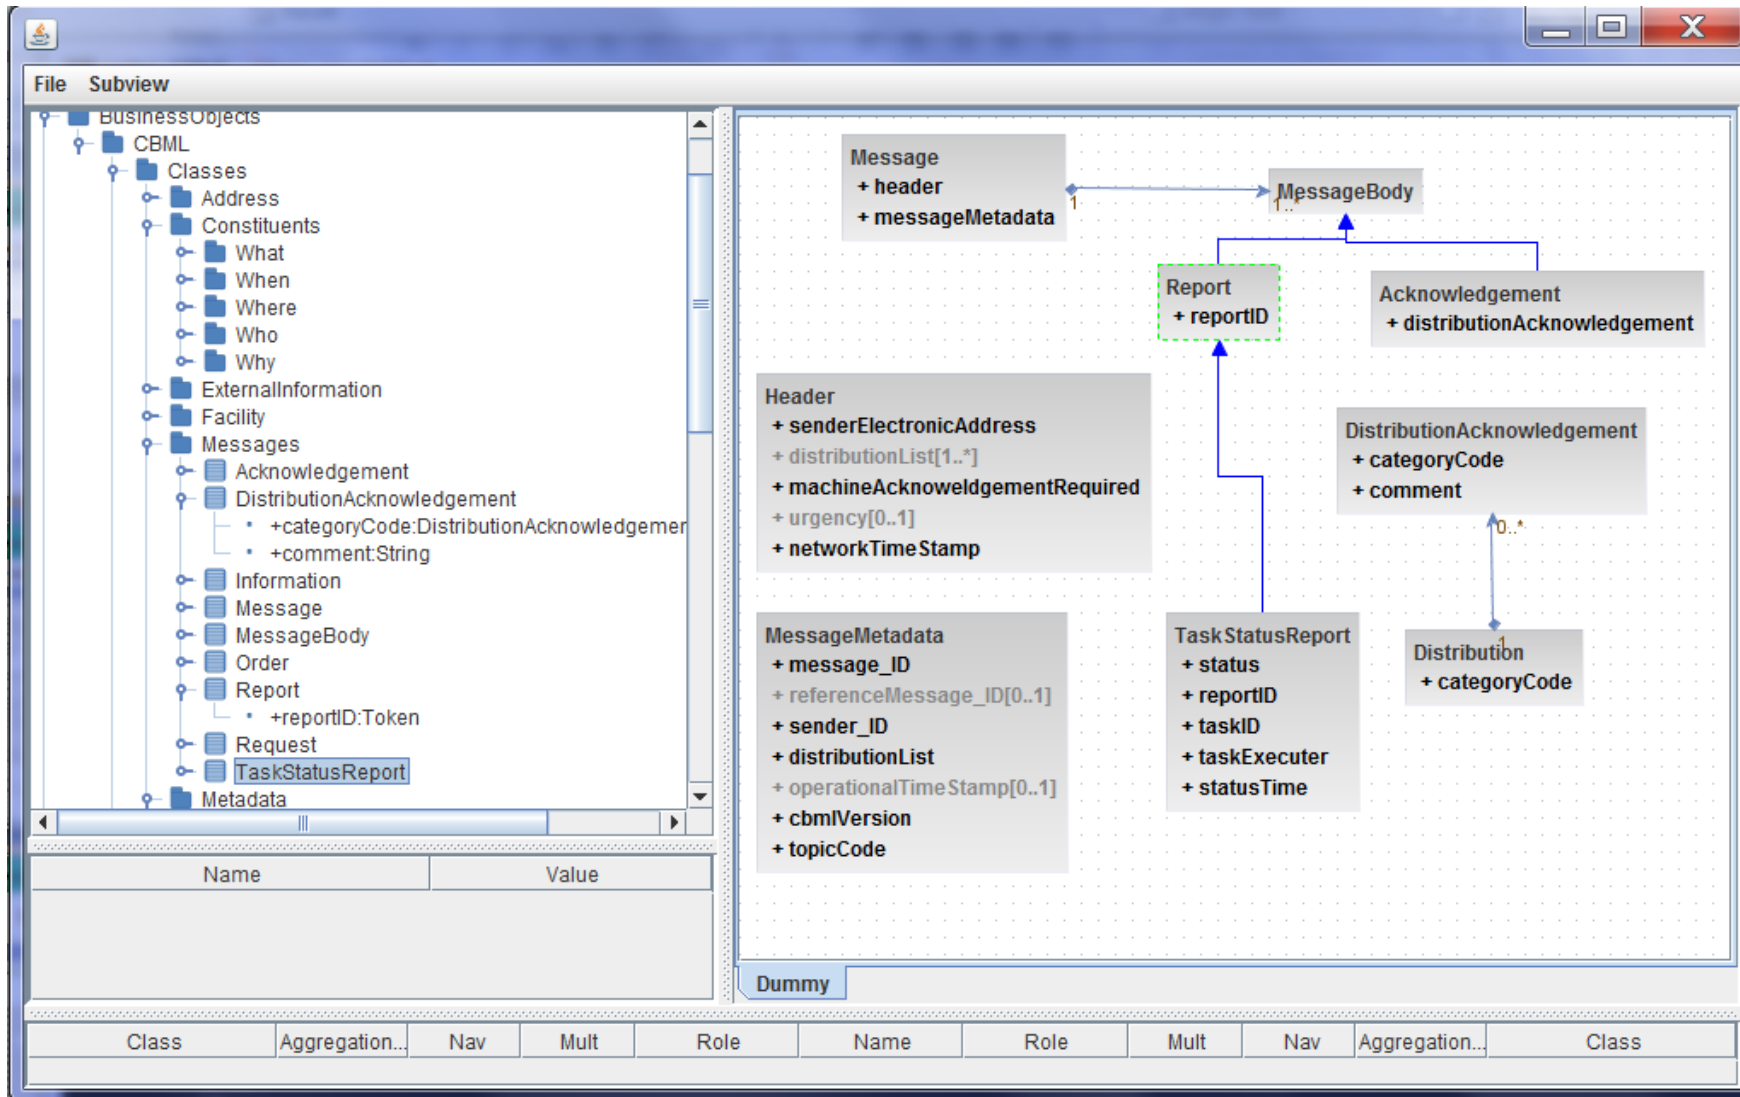 File Subview
BusinessObjects
CBML
Classes
Address
Constituents
What
When
Where
Who
Why
ExternalInformation
Facility
Messages
Acknowledgement
DistributionAcknowledgement
+categoryCode:DistributionAcknowledgemer
+comment:String
Information
Message
MessageBody
Order
Report
+reportID:Token
Request
TaskStatusReport
Metadata
Name Value
Message
+ header
+ messageMetadata
1
MessageBody
1..*
Report
+ reportID
Acknowledgement
+ distributionAcknowledgement
Header
+ senderElectronicAddress
+ distributionList[1..*]
+ machineAcknoweldgementRequired
+ urgency[0..1]
+ networkTimeStamp
DistributionAcknowledgement
+ categoryCode
+ comment
0..*
MessageMetadata
+ message_ID
+ referenceMessage_ID[0..1]
+ sender_ID
+ distributionList
+ operationalTimeStamp[0..1]
+ cbmlVersion
+ topicCode
TaskStatusReport
+ status
+ reportID
+ taskID
+ taskExecuter
+ statusTime
1
Distribution
+ categoryCode
Dummy
Class Aggregation... Nav Mult Role Name Role Mult Nav Aggregation... Class